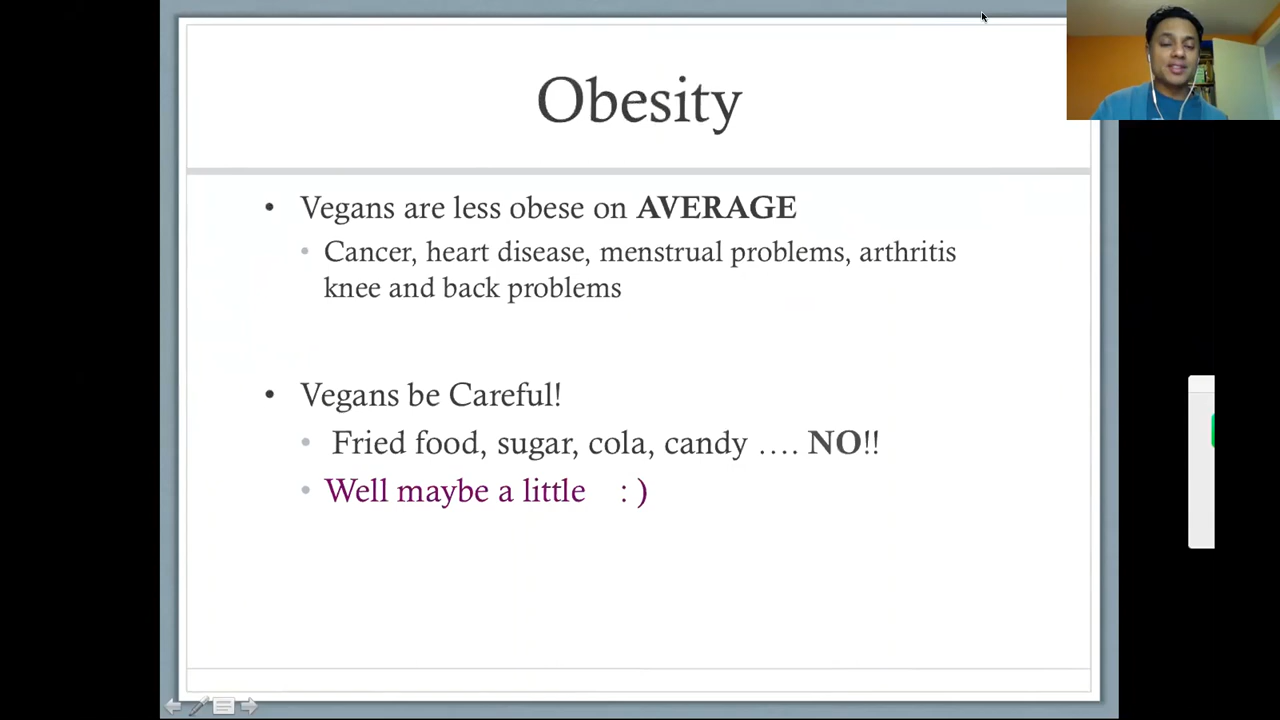 Obesity
• Vegans are less obese on AVERAGE
• Cancer, heart disease, menstrual problems, arthritis
knee and back problems
• Vegans be Careful!
• Fried food, sugar, cola, candy …. NO!!
• Well maybe a little : )